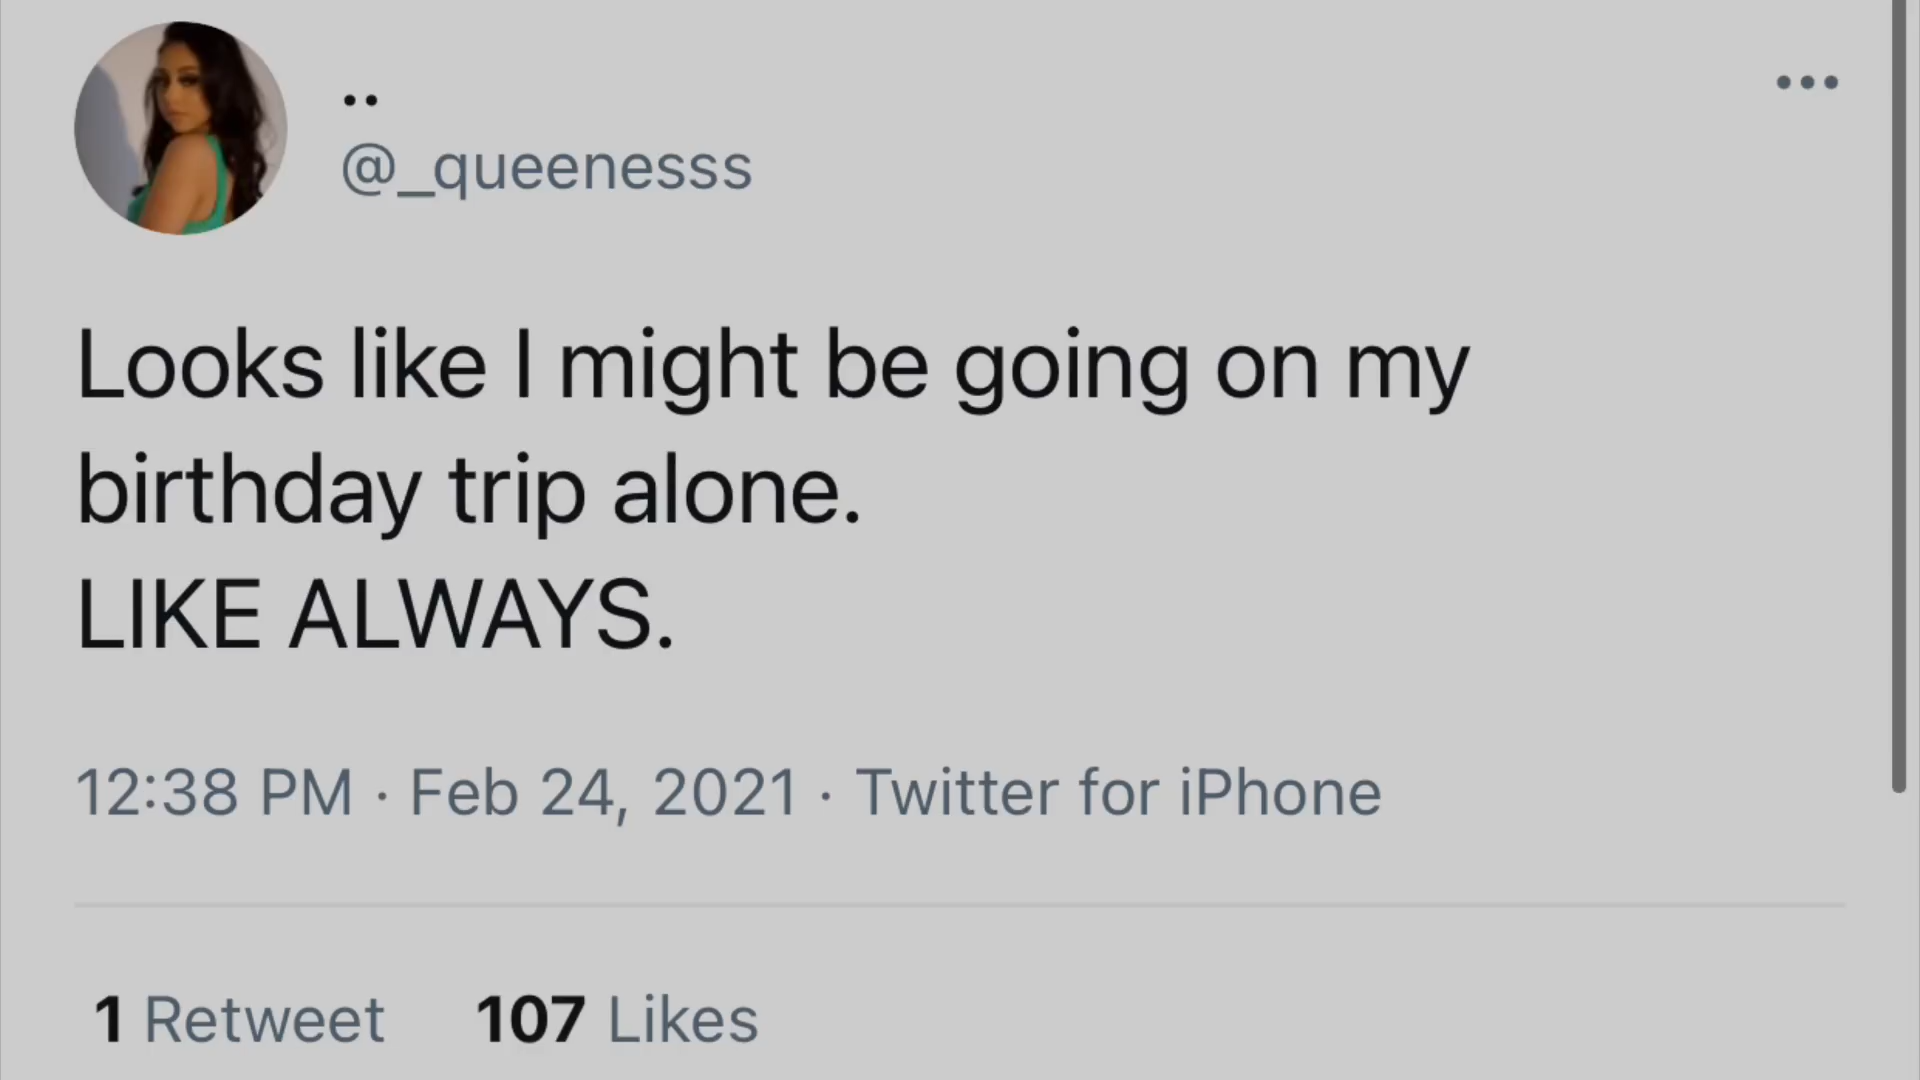 ..
@_queenesss
Looks like I might be going on my
birthday trip alone.
LIKE ALWAYS.
12:38 PM · Feb 24, 2021 · Twitter for iPhone
1 Retweet 107 Likes